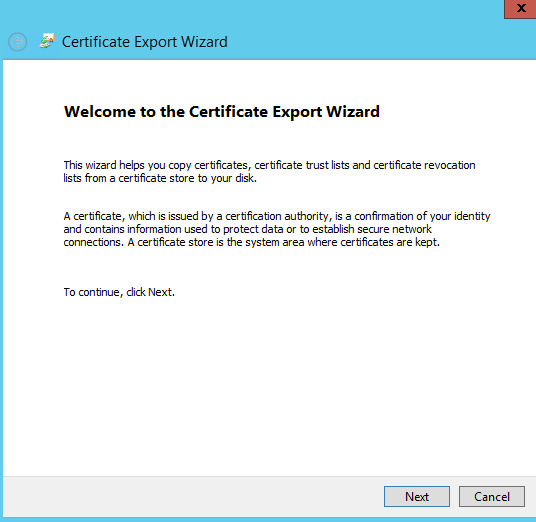 Certificate Export Wizard
Welcome to the Certificate Export Wizard
This wizard helps you copy certificates, certificate trust lists and certificate revocation
lists from a certificate store to your disk.
A certificate, which is issued by a certification authority, is a confirmation of your identity
and contains information used to protect data or to establish secure network
connections. A certificate store is the system area where certificates are kept.
To continue, click Next.
Next Cancel